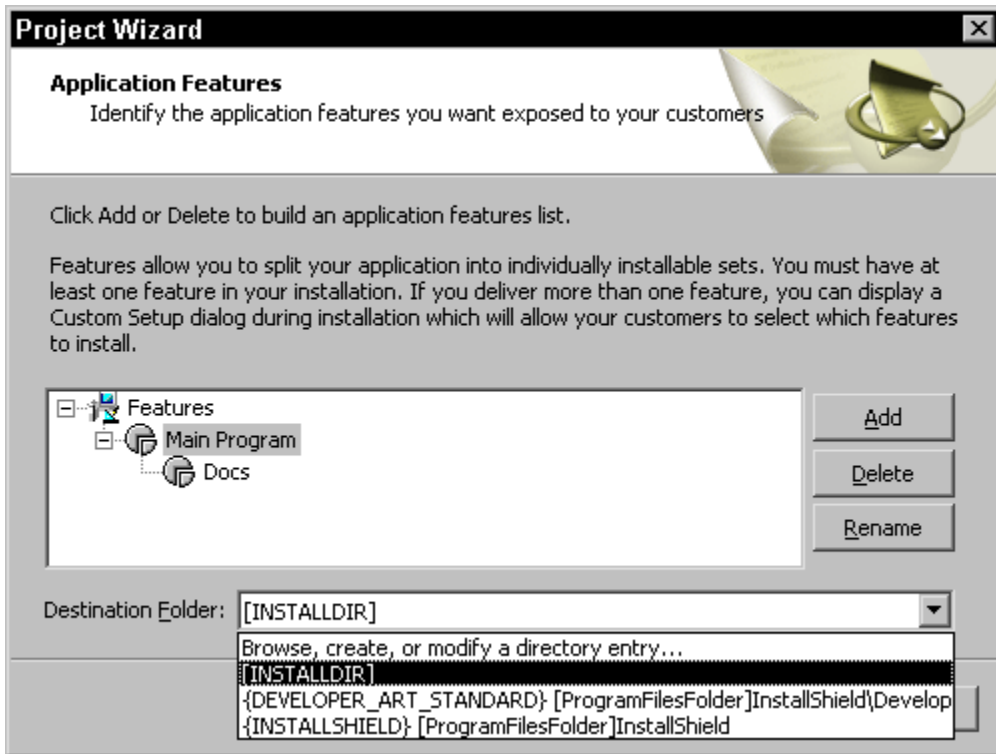 Project Wizard
Application Features
Identify the application features you want exposed to your customers
Click Add or Delete to build an application features list.
Features allow you to split your application into individually installable sets. You must have at
least one feature in your installation. If you deliver more than one feature, you can display a
Custom Setup dialog during installation which will allow your customers to select which features
to install.
Features
Main Program
Docs
Add
Delete
Rename
Destination Folder: [INSTALLDIR]
Browse, create, or modify a directory entry...
[INSTALLDIR]
{DEVELOPER_ART_STANDARD} [ProgramFilesFolder]InstallShield\Develop
{INSTALLSHIELD} [ProgramFilesFolder]InstallShield